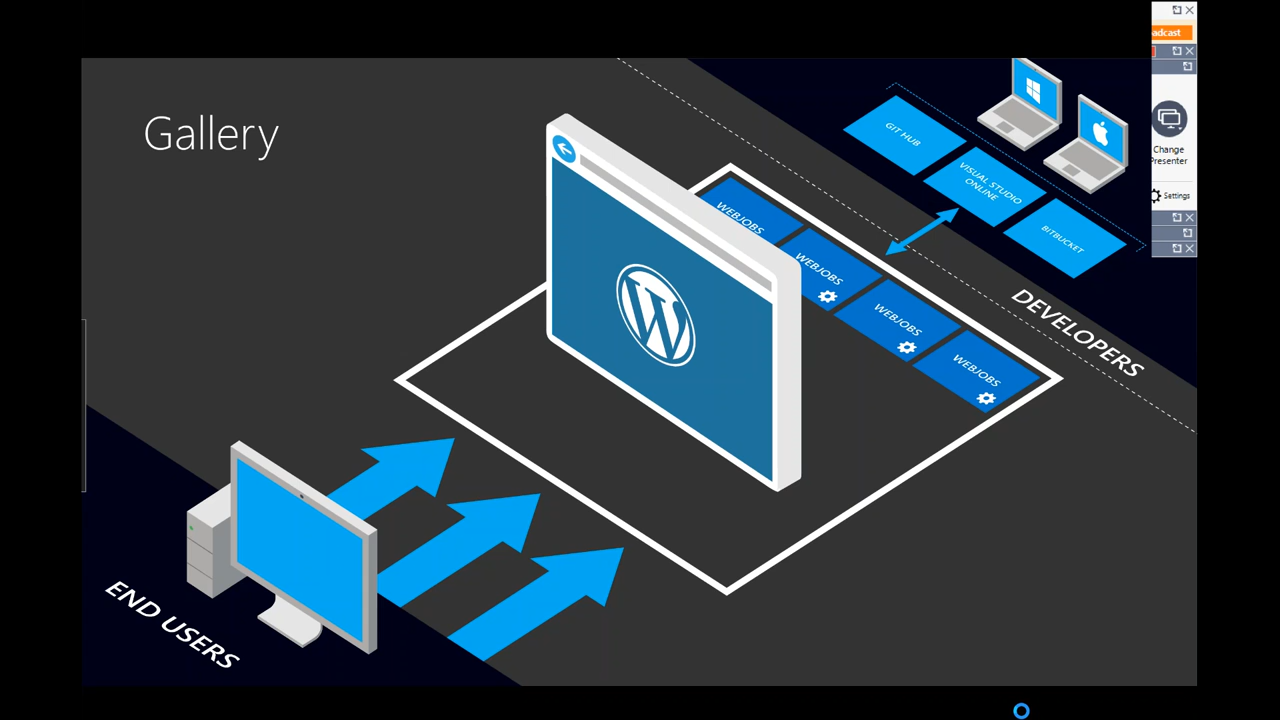 Gallery
GIT HUB
VISUAL STUDIO
ONLINE
BITBUCKET
DEVELOPERS
WEBJOBS
WEBJOBS
WEBJOBS
WEBJOBS
END USERS
adcast
Change
Presenter
Settings